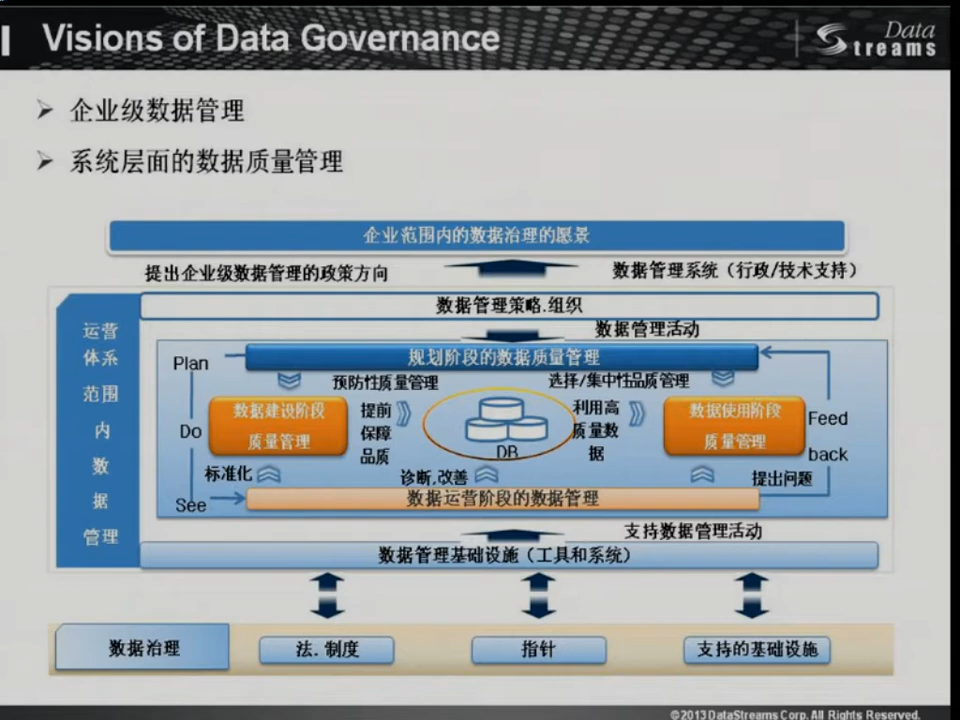 Visions of Data Governance
Data
Streams
企业级数据管理
系统层面的数据质量管理
企业范围内的数据治理的愿景
提出企业级数据管理的政策方向
数据管理系统（行政/技术支持）
运营
体系
范围
内
数
据
管理
数据管理策略.组织
数据管理活动
Plan
规划阶段的数据质量管理
预防性质量管理
选择/集中性品质管理
数据建设阶段
质量管理
提前
保障
品质
DB
利用高
质量数
据
数据使用阶段
质量管理
Do
Feed
back
标准化
诊断,改善
提出问题
See
数据运营阶段的数据管理
支持数据管理活动
数据管理基础设施（工具和系统）
数据治理
法.制度
指针
支持的基础设施
©2013 DataStreams Corp. All Rights Reserved.